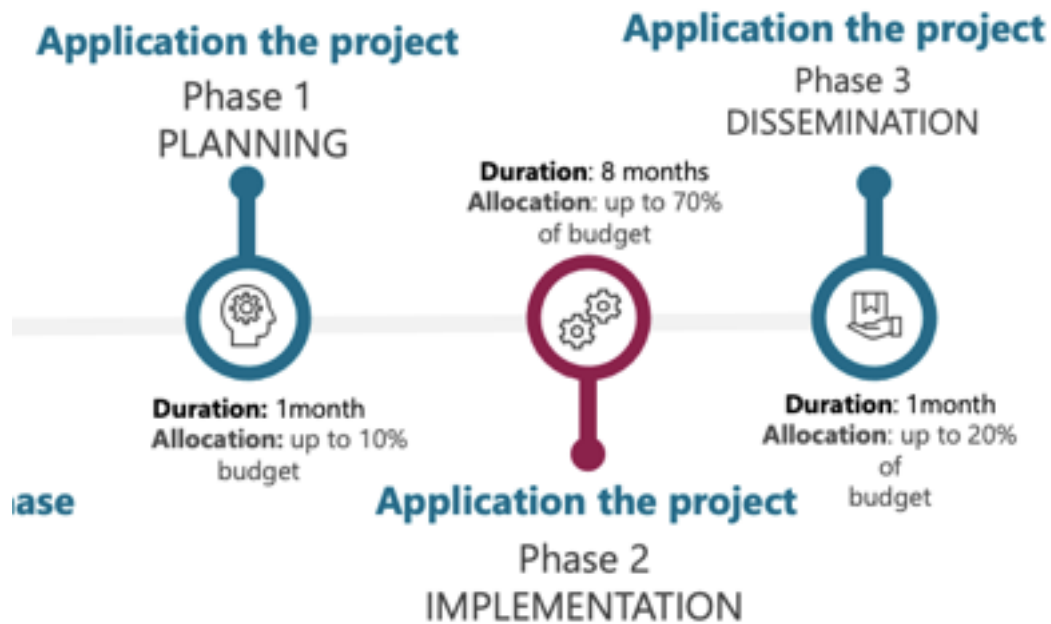 Application the project
Phase 1
PLANNING
Duration: 1month
Allocation: up to 10%
budget
Duration: 8 months
Allocation: up to 70%
of budget
Application the project
Phase 2
IMPLEMENTATION
Application the project
Phase 3
DISSEMINATION
Duration: 1month
Allocation: up to 20%
of
budget